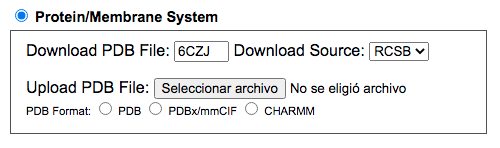 Protein/Membrane System
Download PDB File: 6CZJ Download Source: RCSB
Upload PDB File: Seleccionar archivo No se eligió archivo
PDB Format: PDB PDBx/mmCIF CHARMM